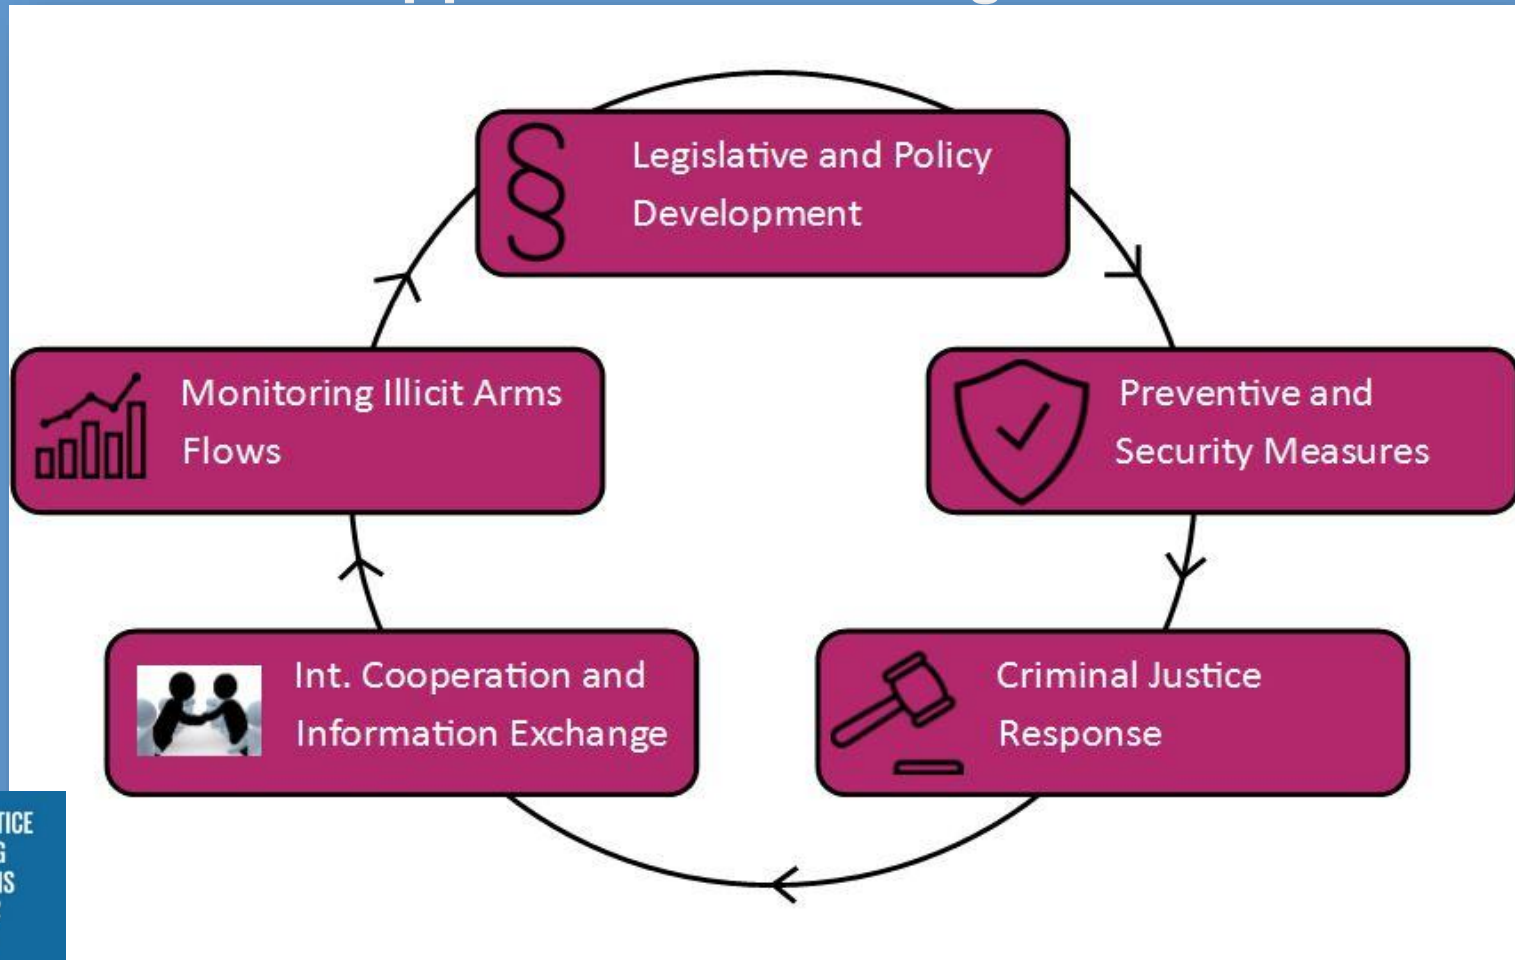 Legislative and Policy
Development
Preventive and
Security Measures
Criminal Justice
Response
Int. Cooperation and
Information Exchange
Monitoring Illicit Arms
Flows